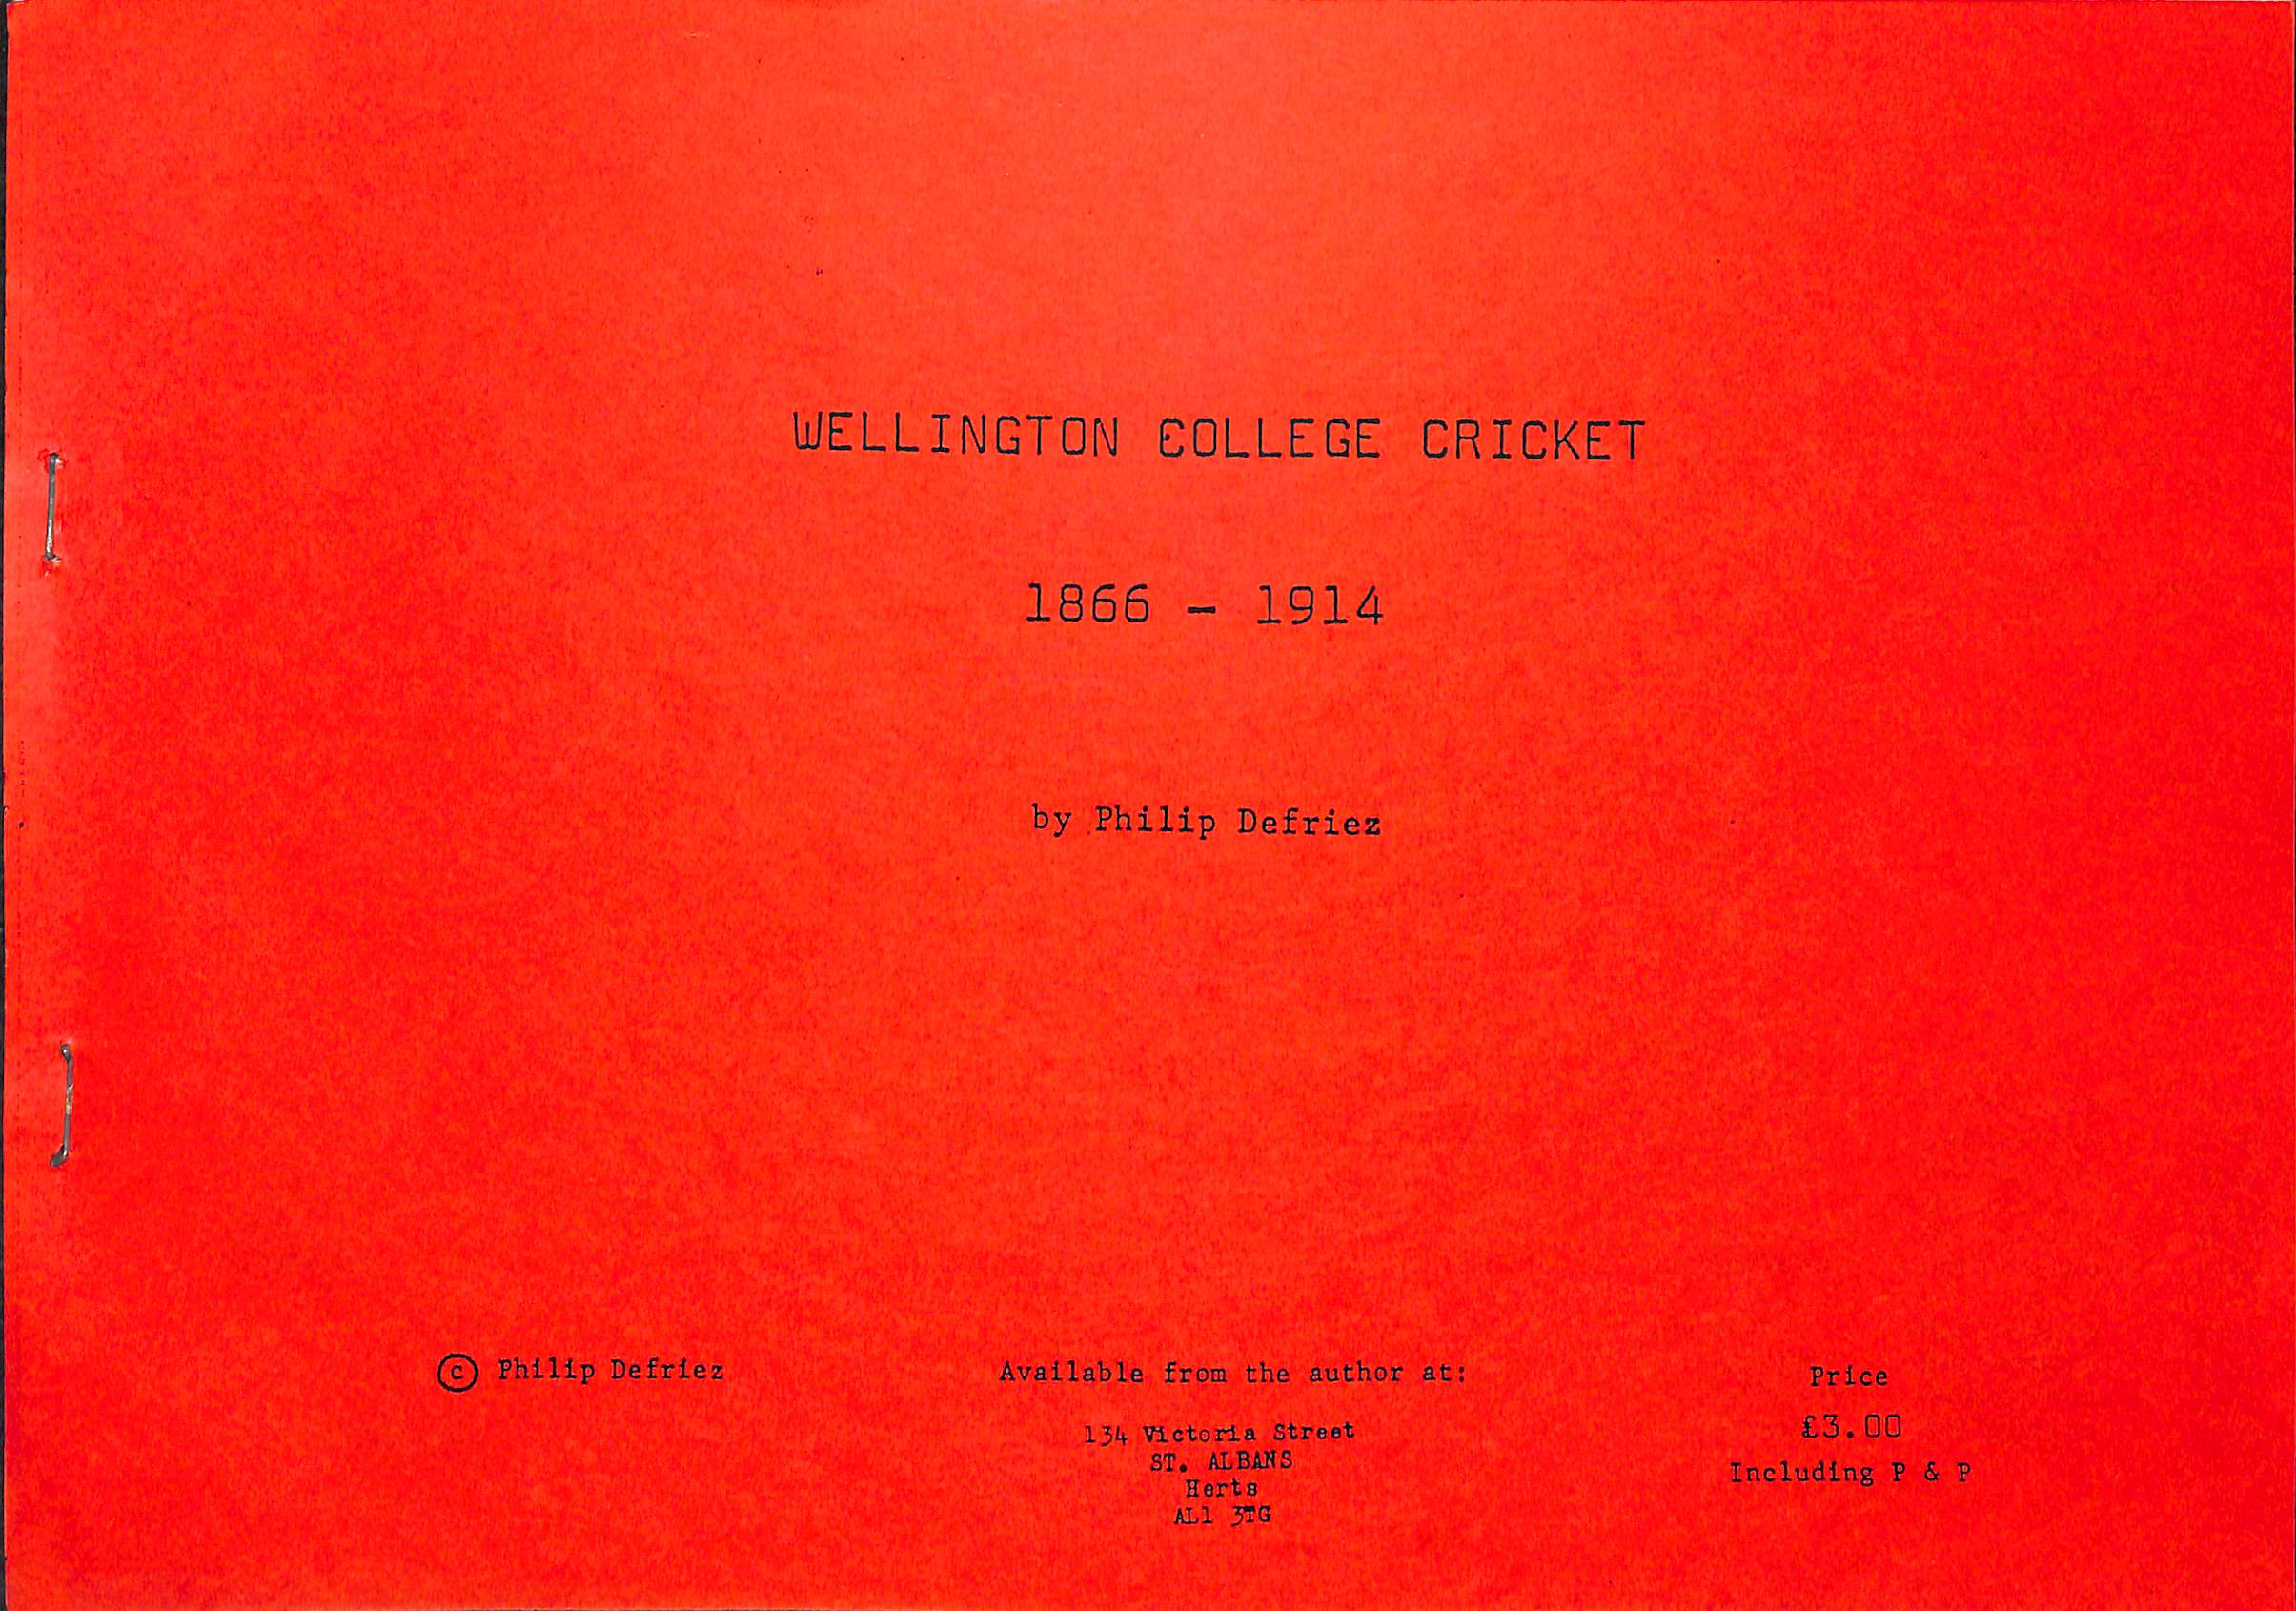 WELLINGTON COLLEGE CRICKET
1866 - 1914
by Philip Defriez
© Philip Defriez
Available from the author at:
134 Victoria Street
ST. ALBANS
Herts
AL1 3TG
Price
£3.00
Including P & P